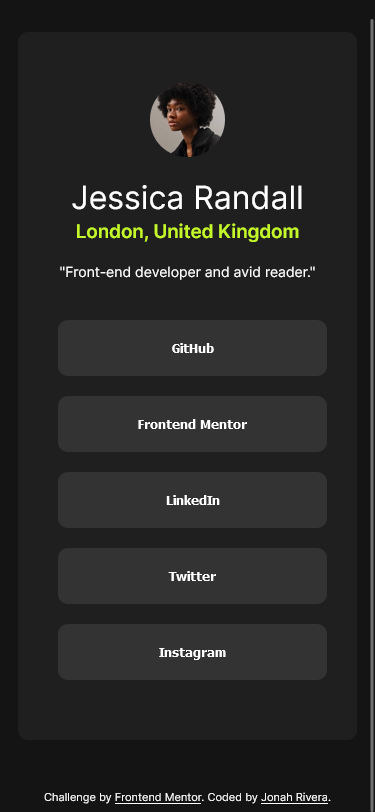 Jessica Randall
London, United Kingdom
"Front-end developer and avid reader."
GitHub
Frontend Mentor
LinkedIn
Twitter
Instagram
Challenge by Frontend Mentor. Coded by Jonah Rivera.